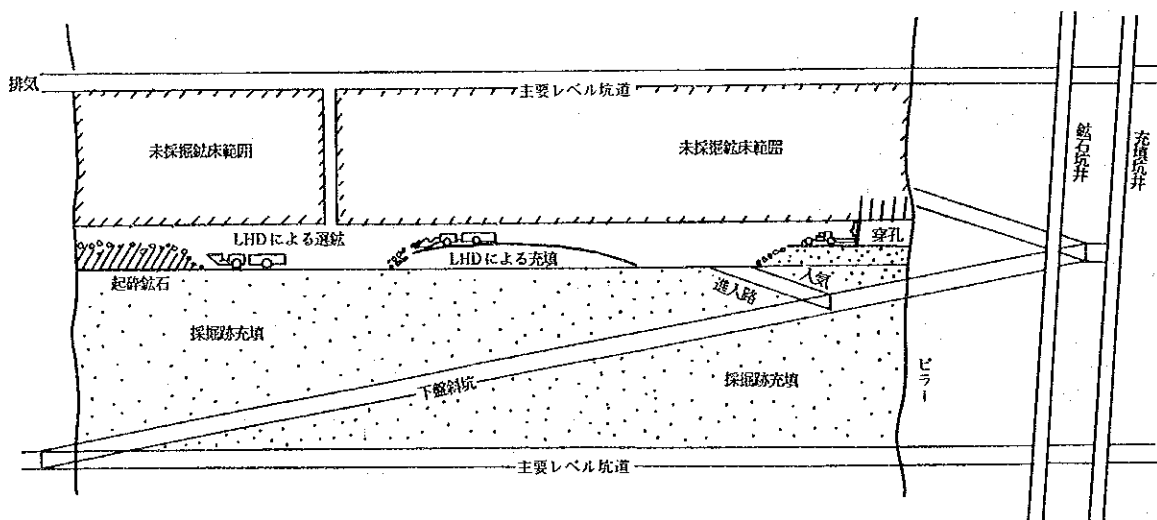 排気
主要レベル坑道
鉱石坑井
充填坑井
未採掘鉱床範囲
未採掘鉱床範囲
穿孔
LHDによる運鉱
LHDによる充填
起砕鉱石
進入路
入気
採掘跡充填
採掘跡充填
下盤斜坑
ピラー
主要レベル坑道